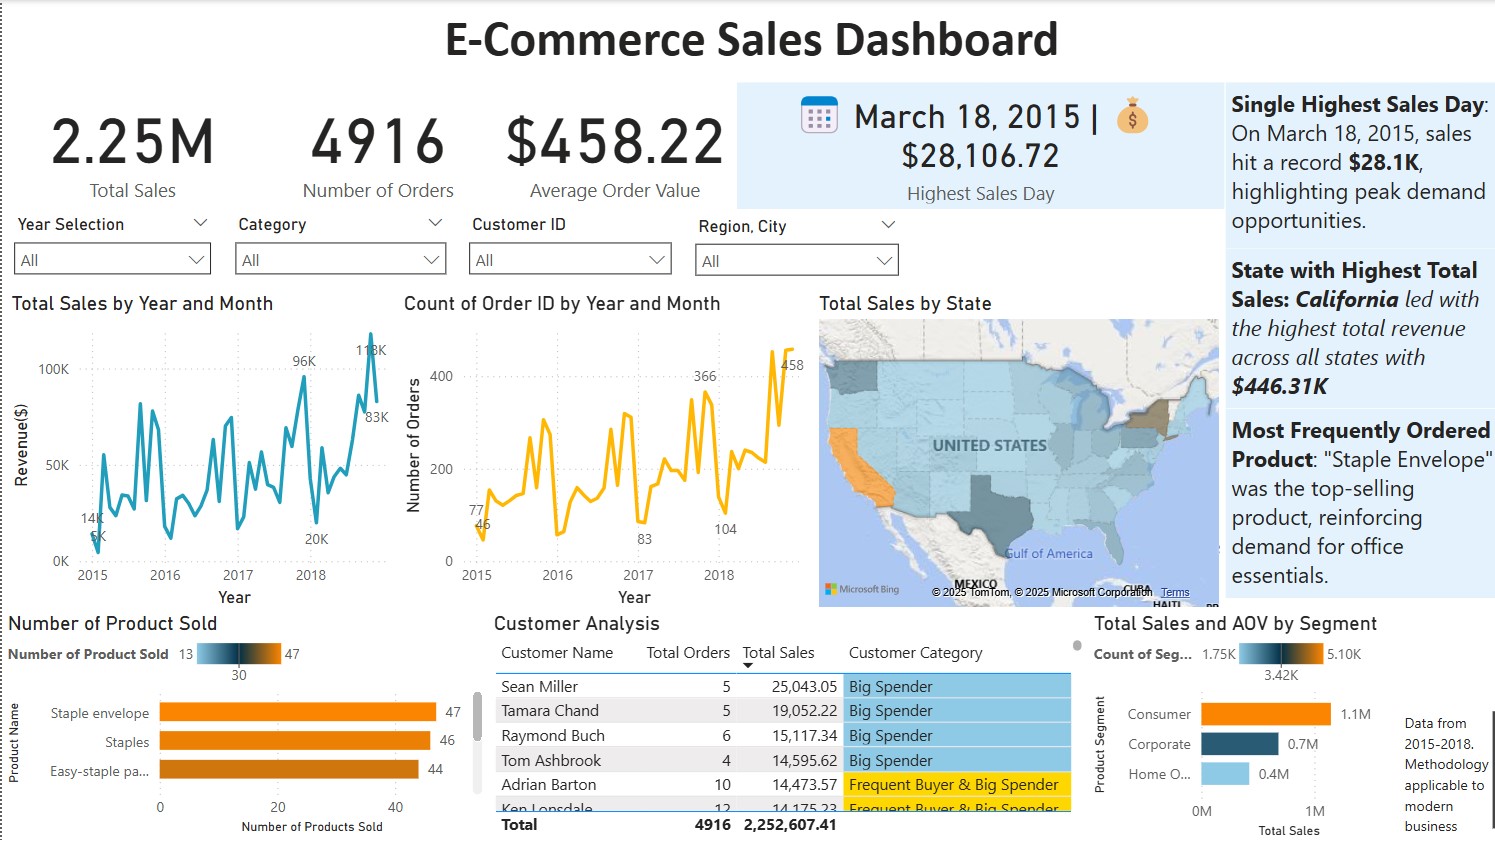 E-Commerce Sales Dashboard
2.25M
Total Sales
4916
Number of Orders
$458.22
Average Order Value
March 18, 2015 |
$28,106.72
Highest Sales Day
Single Highest Sales Day:
On March 18, 2015, sales
hit a record $28.1K,
highlighting peak demand
opportunities.
State with Highest Total
Sales: California led with
the highest total revenue
across all states with
$446.31K
Most Frequently Ordered
Product: "Staple Envelope"
was the top-selling
product, reinforcing
demand for office
essentials.
Year Selection
All
Category
All
Customer ID
All
Region, City
All
Total Sales by Year and Month
Revenue($)
100K
50K
0K
14K
5K
96K
20K
118K
83K
2015 2016 2017 2018
Year
Count of Order ID by Year and Month
Number of Orders
400
200
0
77
46
83
366
104
458
2015 2016 2017 2018
Year
Total Sales by State
UNITED STATES
Gulf of America
MEXICO
CUBA
HAITI
Microsoft Bing
© 2025 TomTom, © 2025 Microsoft Corporation Terms
Number of Product Sold
Number of Product Sold 13 47
30
Product Name
Staple envelope 47
Staples 46
Easy-staple pa... 44
0 20 40
Number of Products Sold
Customer Analysis
Customer Name Total Orders Total Sales Customer Category
Sean Miller 5 25,043.05 Big Spender
Tamara Chand 5 19,052.22 Big Spender
Raymond Buch 6 15,117.34 Big Spender
Tom Ashbrook 4 14,595.62 Big Spender
Adrian Barton 10 14,473.57 Frequent Buyer & Big Spender
Ken Lonsdale 12 14,175.23 Frequent Buyer & Big Spender
Total 4916 2,252,607.41
Total Sales and AOV by Segment
Count of Seg... 1.75K 5.10K
3.42K
Product Segment
Consumer 1.1M
Corporate 0.7M
Home O... 0.4M
0M 1M
Total Sales
Data from
2015-2018.
Methodology
applicable to
modern
business